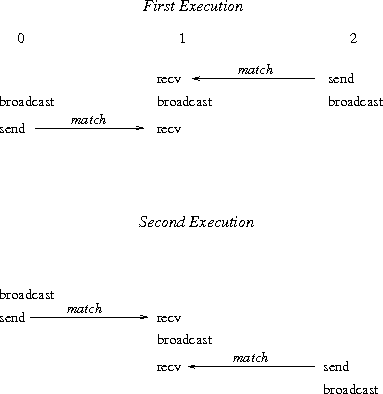 First Execution
0 1 2
recv match send
broadcast broadcast broadcast
send match recv
Second Execution
broadcast
send match recv
broadcast
recv match send
broadcast